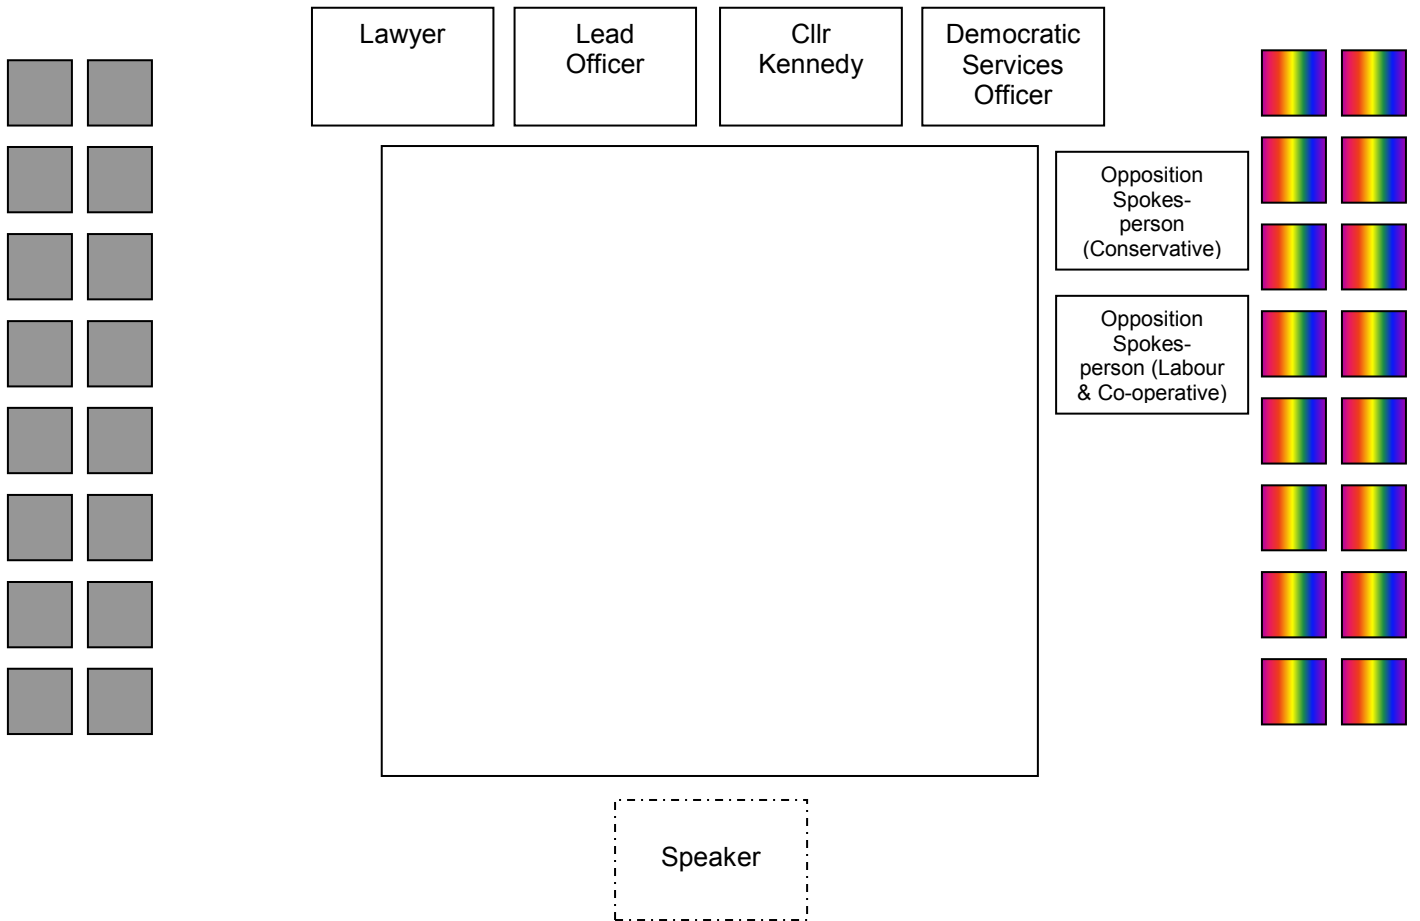 Lawyer
Lead
Officer
Cllr
Kennedy
Democratic
Services
Officer
Opposition
Spokes-
person
(Conservative)
Opposition
Spokes-
person (Labour
& Co-operative)
Speaker